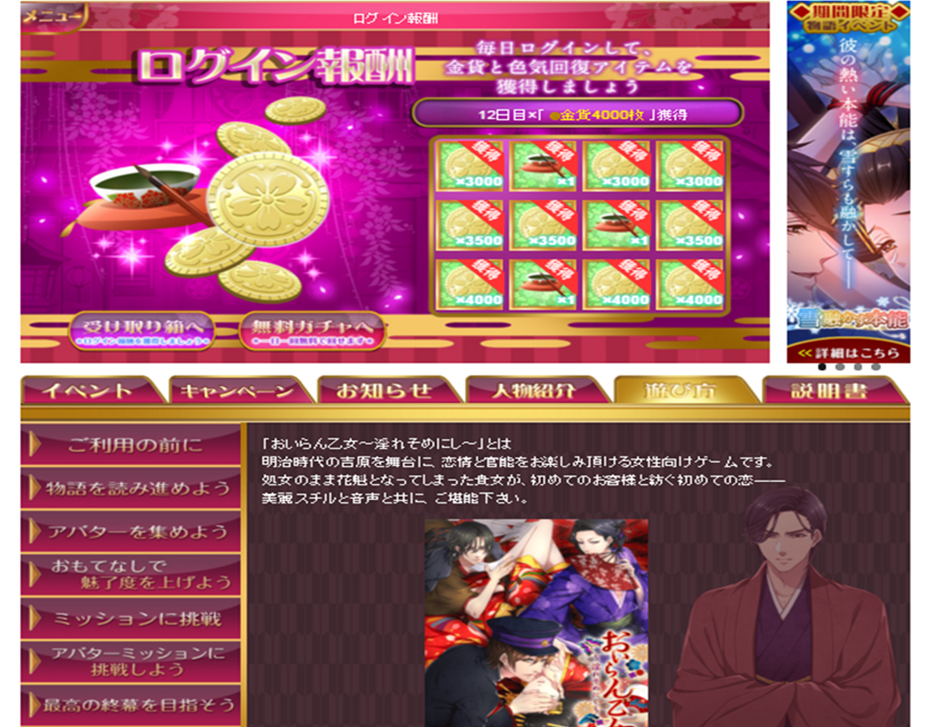 メニュー
ログイン報酬
ログイン報酬
毎日ログインして、
金貨と色気回復アイテムを
獲得しましょう
12日目×「●金貨4000枚」獲得
獲得 ×3000
獲得 ×1
獲得 ×3000
獲得 ×3000
獲得 ×3500
獲得 ×3500
獲得 ×1
獲得 ×3500
獲得 ×4000
獲得 ×1
獲得 ×4000
獲得 ×4000
受け取り箱へ
無料ガチャへ
一日一回無料で回せます
期間限定
物語イベント
彼の熱い本能は、雪すらも融かして――
雪融かす本能
≪詳細はこちら
イベント
キャンペーン
お知らせ
人物紹介
遊び方
説明書
ご利用の前に
物語を読み進めよう
アバターを集めよう
おもてなしで
魅了度を上げよう
ミッションに挑戦
アバターミッションに
挑戦しよう
最高の終幕を目指そう
「おいらん乙女～淫れそめにし～」とは
明治時代の吉原を舞台に、恋情と官能をお楽しみ頂ける女性向けゲームです。
処女のまま花魁となってしまった貴女が、初めてのお客様と紡ぐ初めての恋――
美麗スチルと音声と共に、ご堪能下さい。
おいらん乙女